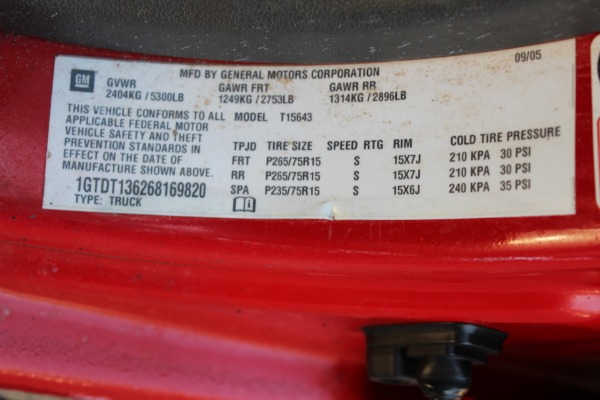 09/05
GM
MFD BY GENERAL MOTORS CORPORATION
GVWR GAWR FRT GAWR RR
2404KG / 5300LB 1249KG / 2753LB 1314KG / 2896LB
THIS VEHICLE CONFORMS TO ALL MODEL T15643
APPLICABLE FEDERAL MOTOR
VEHICLE SAFETY AND THEFT
PREVENTION STANDARDS IN
EFFECT ON THE DATE OF
MANUFACTURE.
1GTDT136268169820
TYPE: TRUCK
TPJD TIRE SIZE SPEED RTG RIM COLD TIRE PRESSURE
FRT P265/75R15 S 15X7J 210 KPA 30 PSI
RR P265/75R15 S 15X7J 210 KPA 30 PSI
SPA P235/75R15 S 15X6J 240 KPA 35 PSI